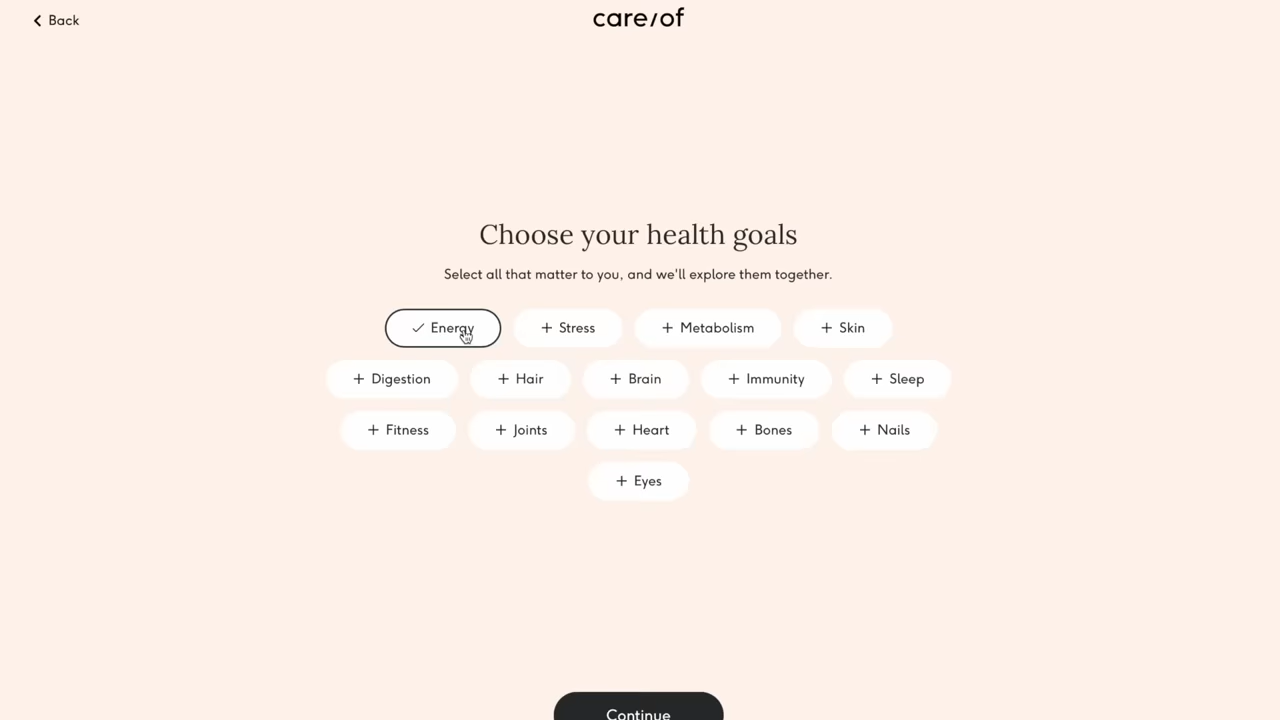 Back
care/of
Choose your health goals
Select all that matter to you, and we'll explore them together.
Energy + Stress + Metabolism + Skin
+ Digestion + Hair + Brain + Immunity + Sleep
+ Fitness + Joints + Heart + Bones + Nails
+ Eyes
Continue